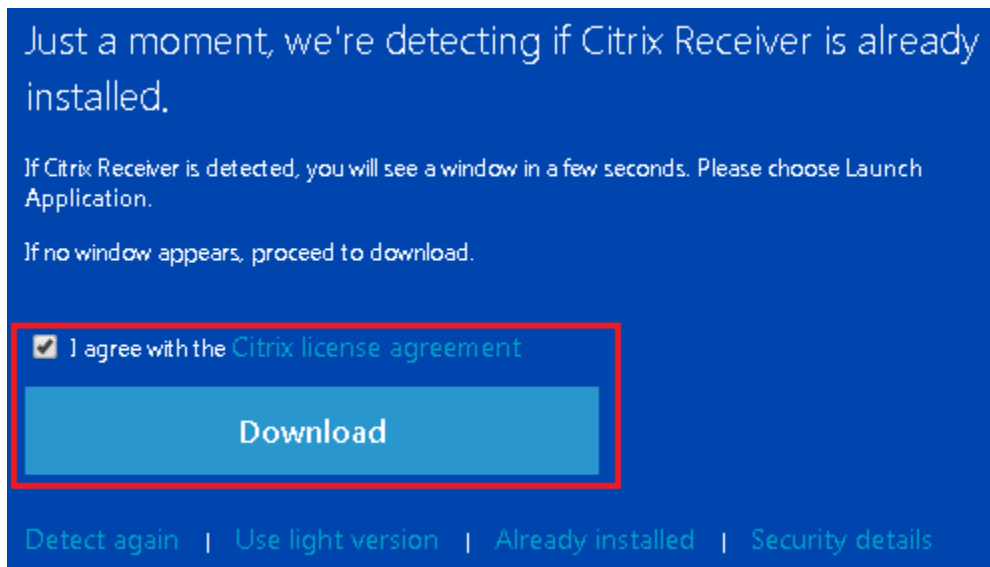 Just a moment, we're detecting if Citrix Receiver is already
installed.
If Citrix Receiver is detected, you will see a window in a few seconds. Please choose Launch
Application.
If no window appears, proceed to download.
I agree with the Citrix license agreement
Download
Detect again | Use light version | Already installed | Security details